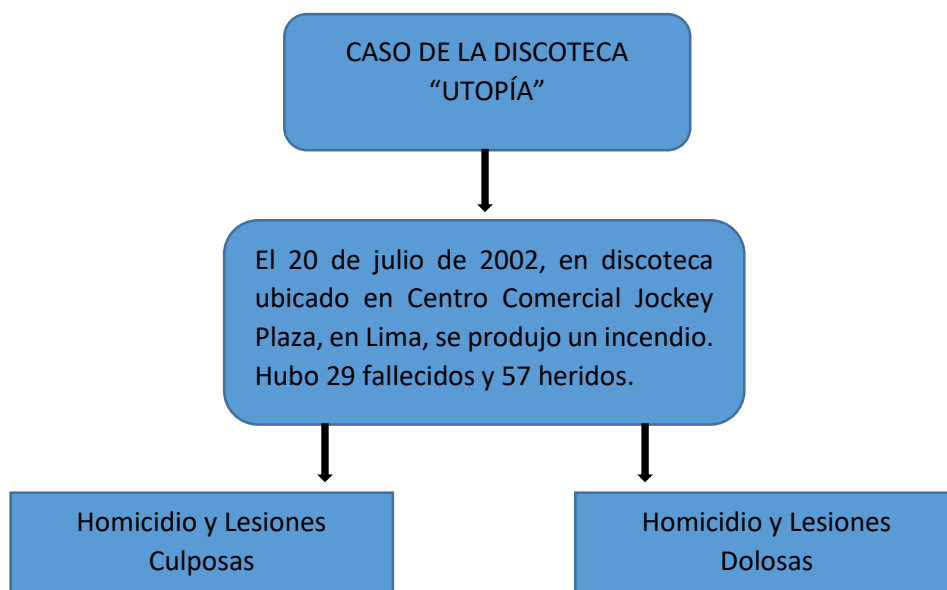 CASO DE LA DISCOTECA
“UTOPÍA”
El 20 de julio de 2002, en discoteca
ubicado en Centro Comercial Jockey
Plaza, en Lima, se produjo un incendio.
Hubo 29 fallecidos y 57 heridos.
Homicidio y Lesiones
Culposas
Homicidio y Lesiones
Dolosas